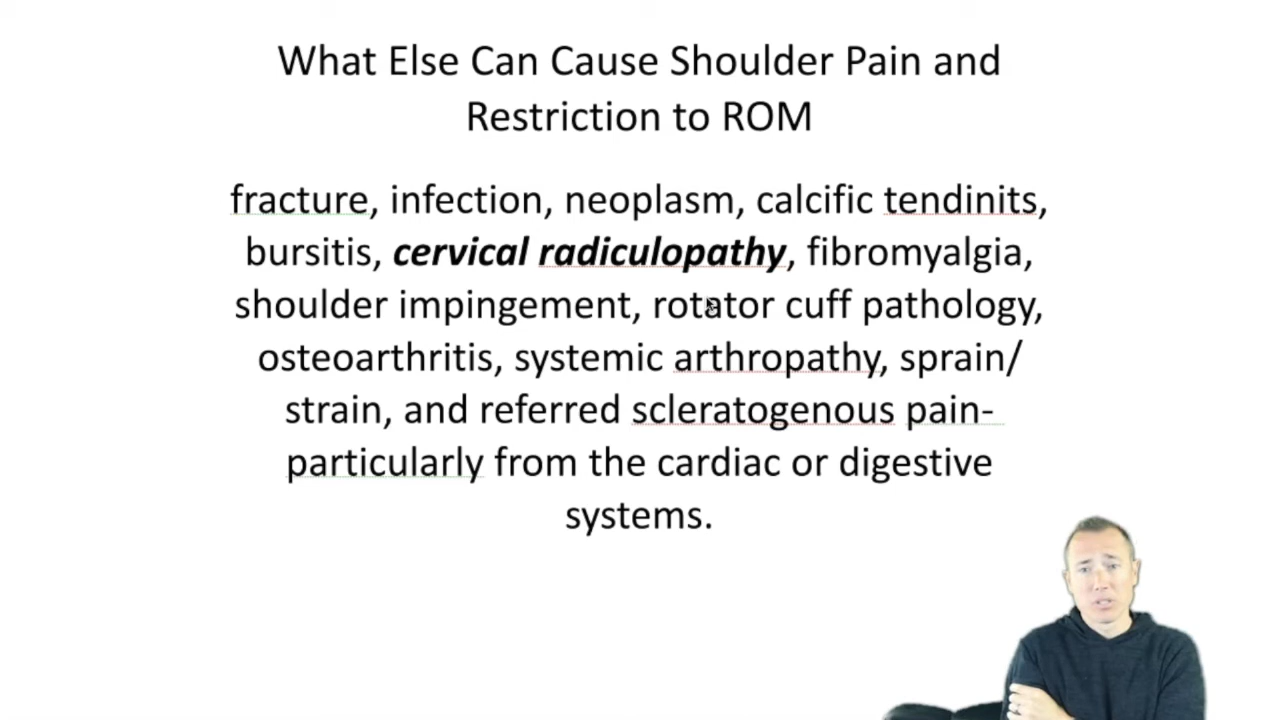 What Else Can Cause Shoulder Pain and
Restriction to ROM
fracture, infection, neoplasm, calcific tendinits,
bursitis, cervical radiculopathy, fibromyalgia,
shoulder impingement, rotator cuff pathology,
osteoarthritis, systemic arthropathy, sprain/
strain, and referred scleratogenous pain-
particularly from the cardiac or digestive
systems.